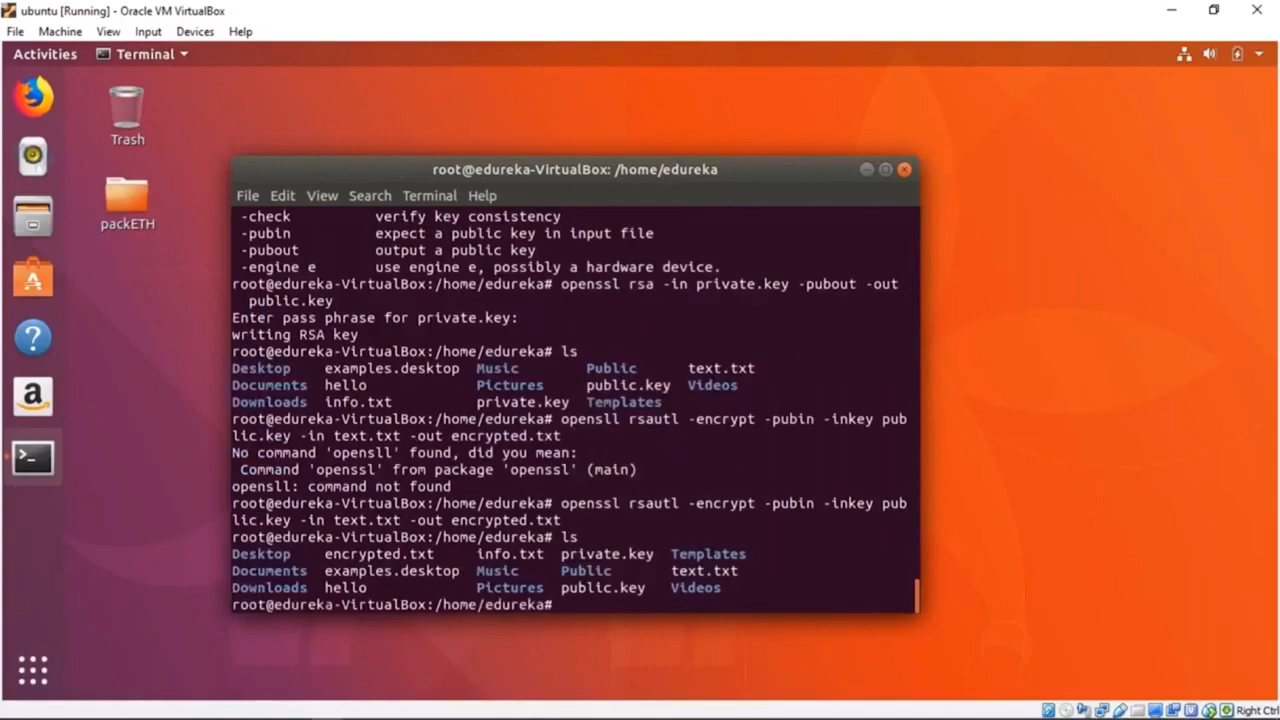 ubuntu [Running] - Oracle VM VirtualBox
File Machine View Input Devices Help
Activities Terminal
Trash
packETH
root@edureka-VirtualBox: /home/edureka
File Edit View Search Terminal Help
-check verify key consistency
-pubin expect a public key in input file
-pubout output a public key
-engine e use engine e, possibly a hardware device.
root@edureka-VirtualBox:/home/edureka# openssl rsa -in private.key -pubout -out
public.key
Enter pass phrase for private.key:
writing RSA key
root@edureka-VirtualBox:/home/edureka# ls
Desktop examples.desktop Music Public text.txt
Documents hello Pictures public.key Videos
Downloads info.txt private.key Templates
root@edureka-VirtualBox:/home/edureka# opensll rsautl -encrypt -pubin -inkey pub
lic.key -in text.txt -out encrypted.txt
No command 'opensll' found, did you mean:
Command 'openssl' from package 'openssl' (main)
opensll: command not found
root@edureka-VirtualBox:/home/edureka# openssl rsautl -encrypt -pubin -inkey pub
lic.key -in text.txt -out encrypted.txt
root@edureka-VirtualBox:/home/edureka# ls
Desktop encrypted.txt info.txt private.key Templates
Documents examples.desktop Music Public text.txt
Downloads hello Pictures public.key Videos
root@edureka-VirtualBox:/home/edureka#
Right Ctrl